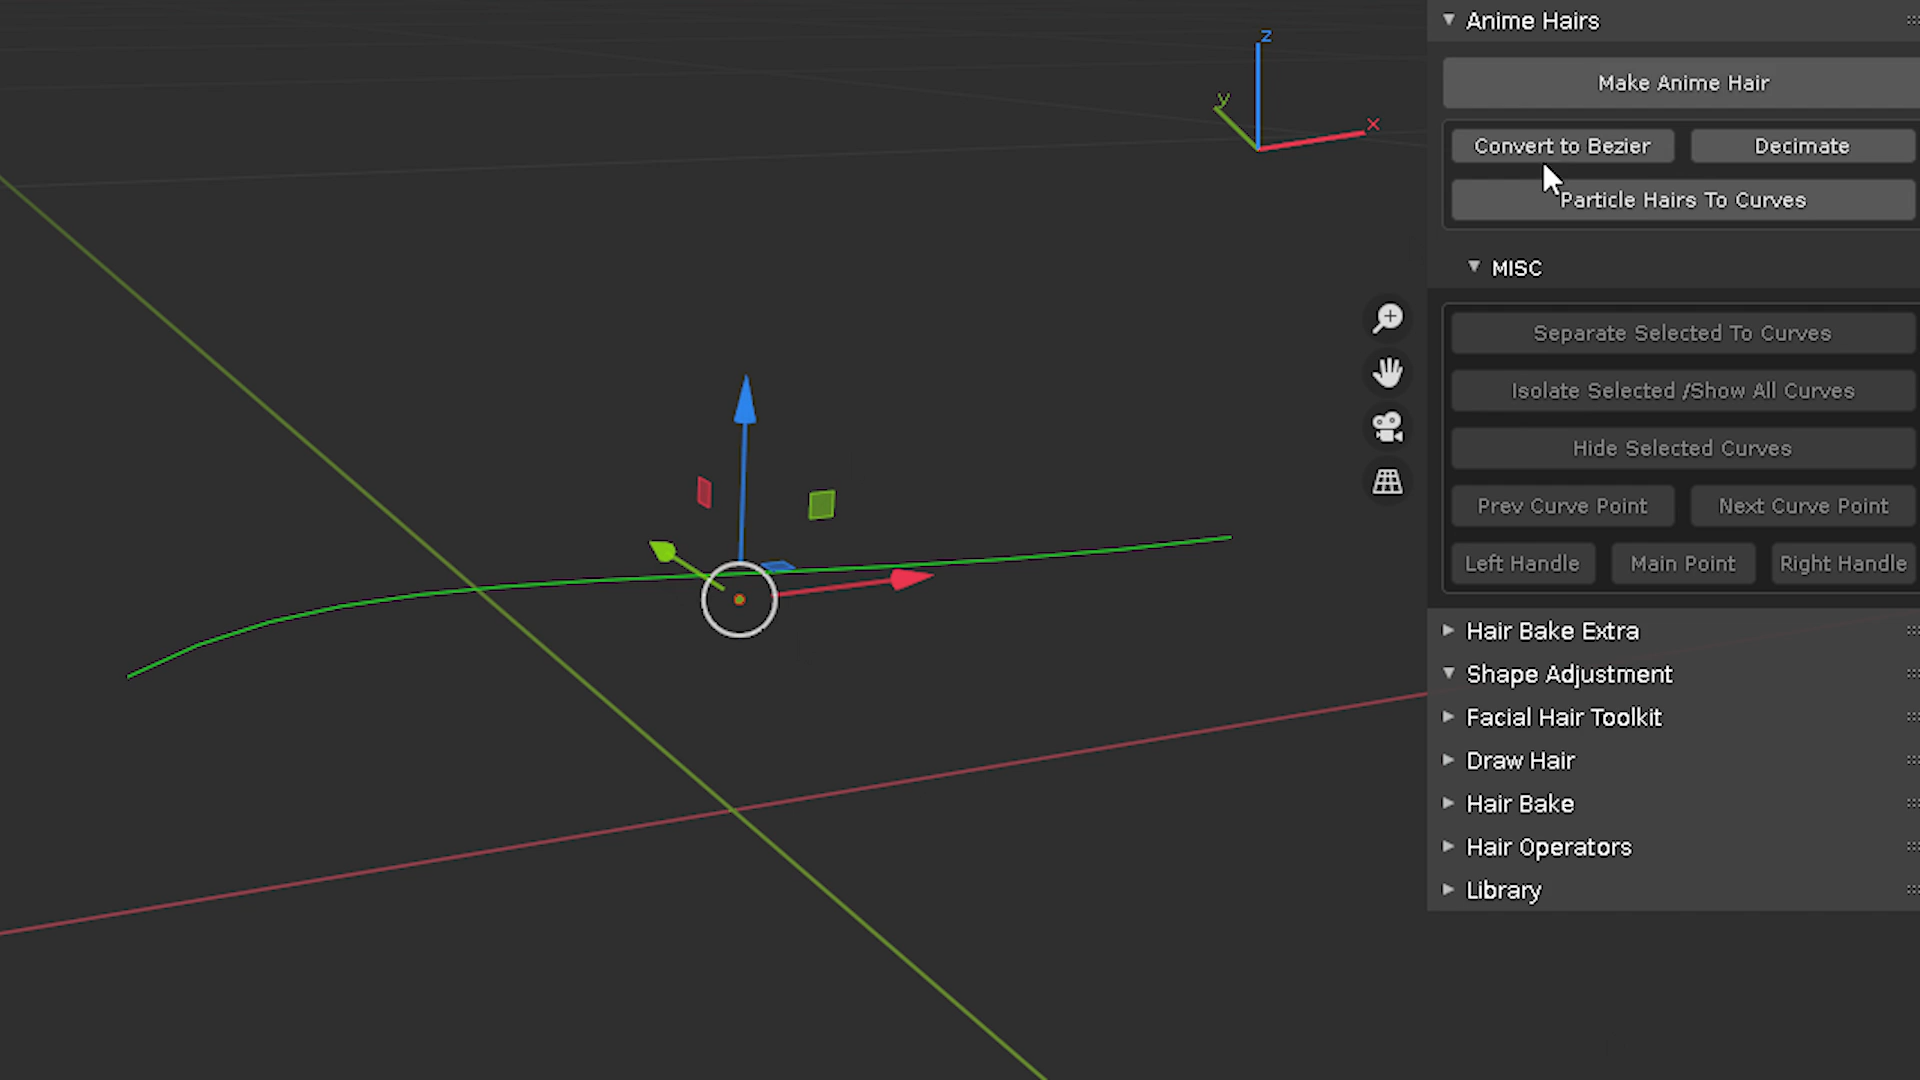 z
y
x
Anime Hairs
Make Anime Hair
Convert to Bezier Decimate
Particle Hairs To Curves
MISC
Separate Selected To Curves
Isolate Selected /Show All Curves
Hide Selected Curves
Prev Curve Point Next Curve Point
Left Handle Main Point Right Handle
Hair Bake Extra
Shape Adjustment
Facial Hair Toolkit
Draw Hair
Hair Bake
Hair Operators
Library